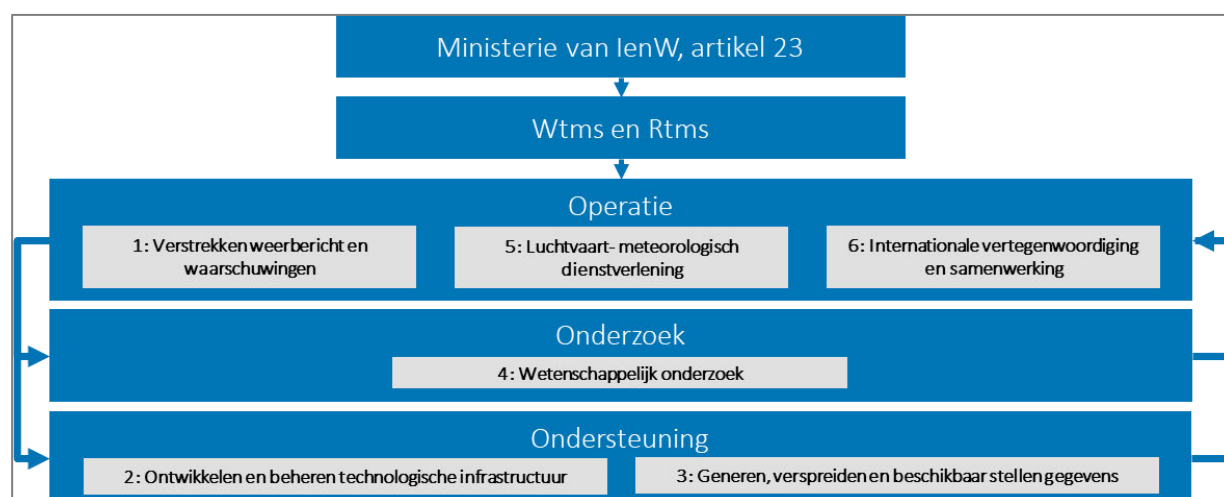 Ministerie van IenW, artikel 23
Wtms en Rtms
Operatie
1: Verstrekken weerbericht en
waarschuwingen
5: Luchtvaart- meteorologisch
dienstverlening
6: Internationale vertegenwoordiging
en samenwerking
Onderzoek
4: Wetenschappelijk onderzoek
Ondersteuning
2: Ontwikkelen en beheren technologische infrastructuur
3: Generen, verspreiden en beschikbaar stellen gegevens